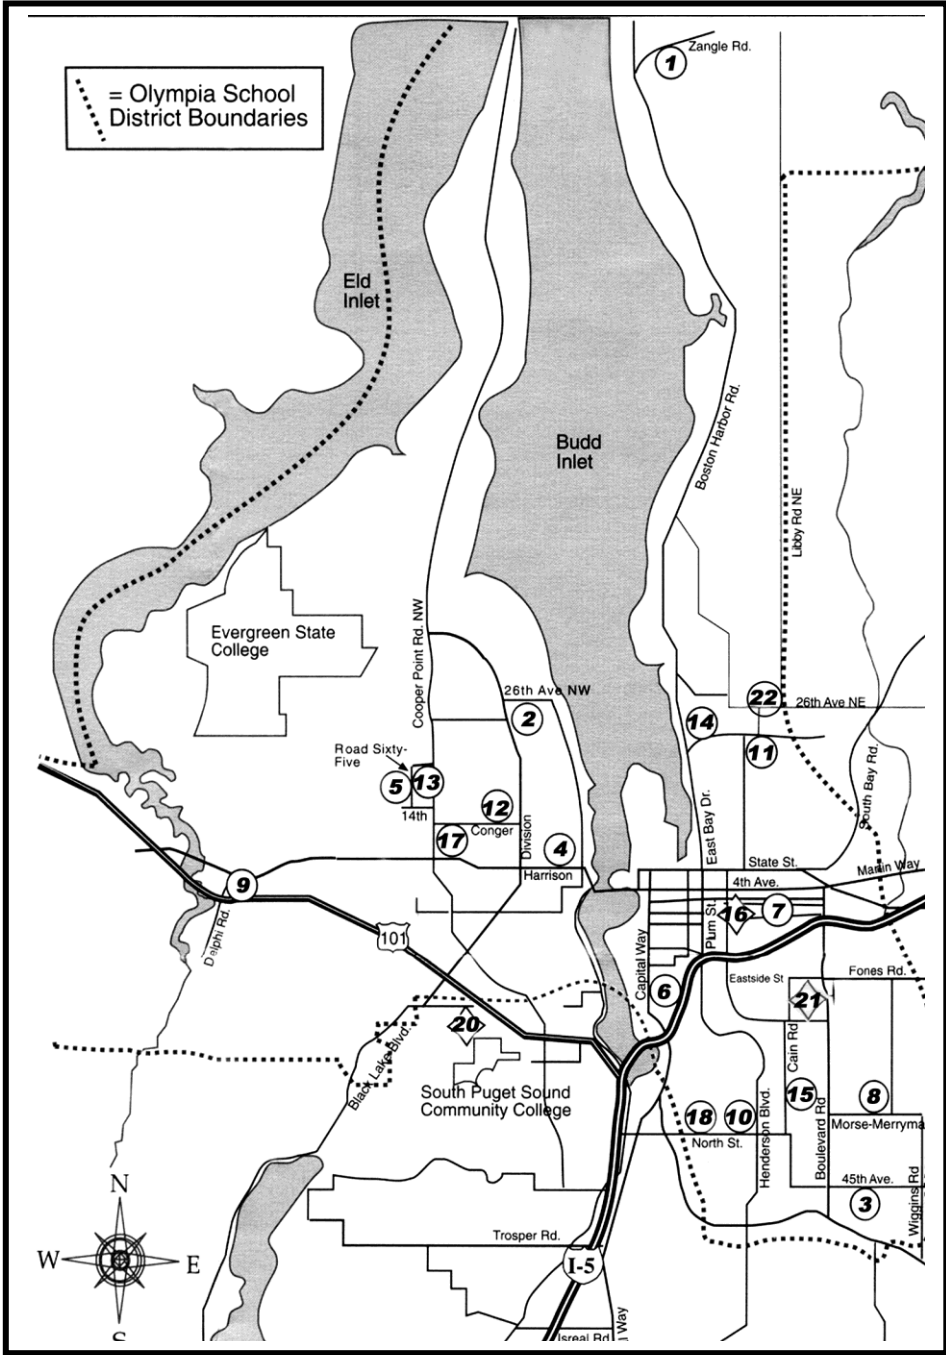 Zangle Rd.
1
= Olympia School
District Boundaries
Eld
Inlet
Budd
Inlet
Boston Harbor Rd.
Libby Rd NE
Evergreen State
College
Cooper Point Rd. NW
26th Ave NW
2
22
26th Ave NE
14
11
Road Sixty-
Five
5
13
14th
12
Conger
17
Division
4
Harrison
East Bay Dr.
South Bay Rd.
State St.
Martin Way
4th Ave.
9
Delphi Rd.
101
Plum St.
16
7
Capital Way
6
Eastside St
Fones Rd.
21
20
Black Lake Blvd.
South Puget Sound
Community College
Cain Rd
15
8
18
10
North St.
Henderson Blvd.
Boulevard Rd
Morse-Merryma
45th Ave.
3
Wiggins Rd
N
W
E
S
Trosper Rd.
I-5
Isreal Rd
l Way